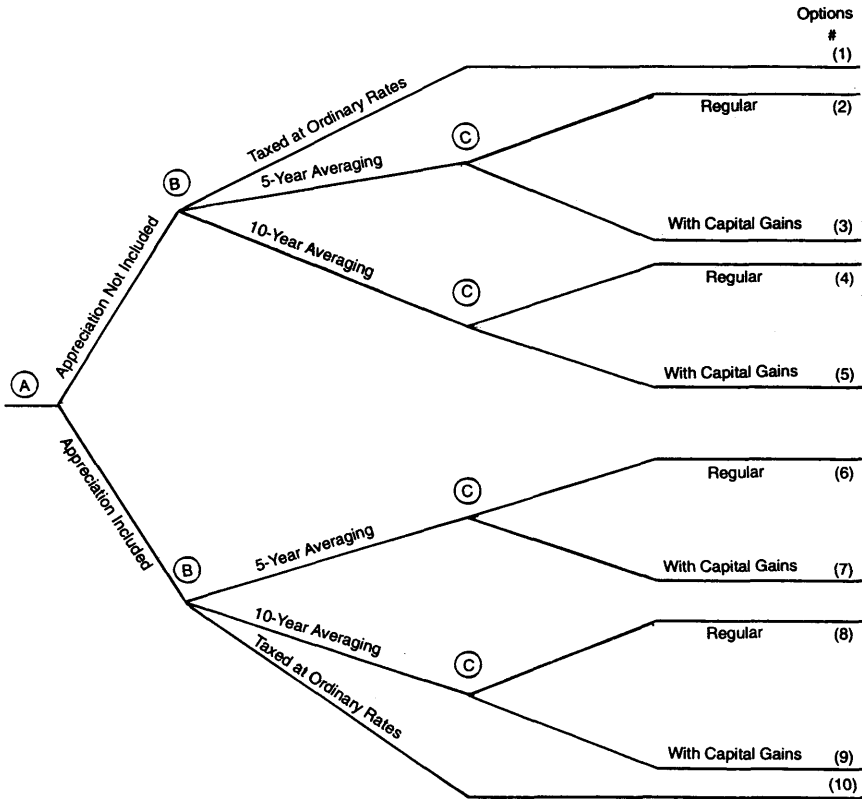 Options
#
(1)
Taxed at Ordinary Rates
Regular (2)
C
5-Year Averaging
B
With Capital Gains (3)
10-Year Averaging
Regular (4)
C
Appreciation Not Included
With Capital Gains (5)
A
Appreciation Included
Regular (6)
C
5-Year Averaging
With Capital Gains (7)
B
10-Year Averaging
Regular (8)
C
Taxed at Ordinary Rates
With Capital Gains (9)
(10)